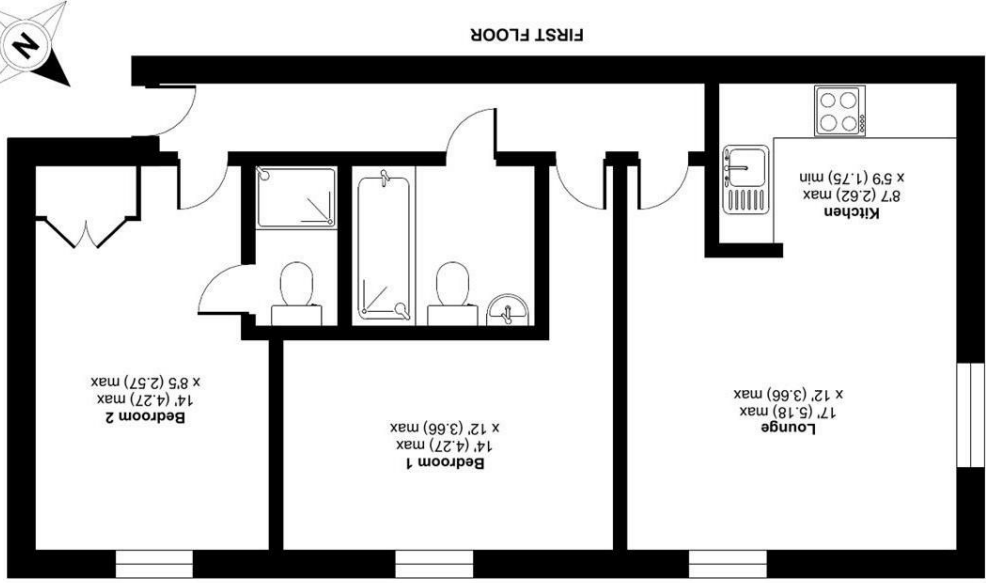 Lounge
17' (5.18) max
x 12' (3.66) max
Bedroom 1
14' (4.27) max
x 12' (3.66) max
Bedroom 2
14' (4.27) max
x 8'5 (2.57) max
Kitchen
8'7 (2.62) max
x 5'9 (1.75) min
FIRST FLOOR
N